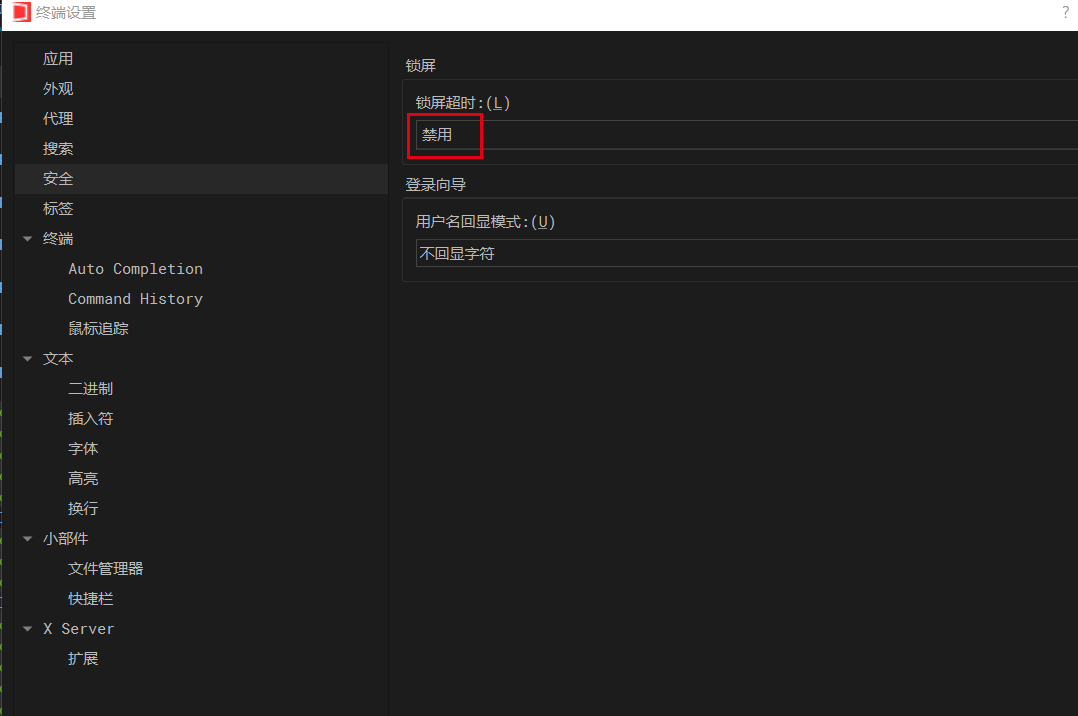 终端设置
?
应用
外观
代理
搜索
安全
标签
终端
Auto Completion
Command History
鼠标追踪
文本
二进制
插入符
字体
高亮
换行
小部件
文件管理器
快捷栏
X Server
扩展
锁屏
锁屏超时:(L)
禁用
登录向导
用户名回显模式:(U)
不回显字符